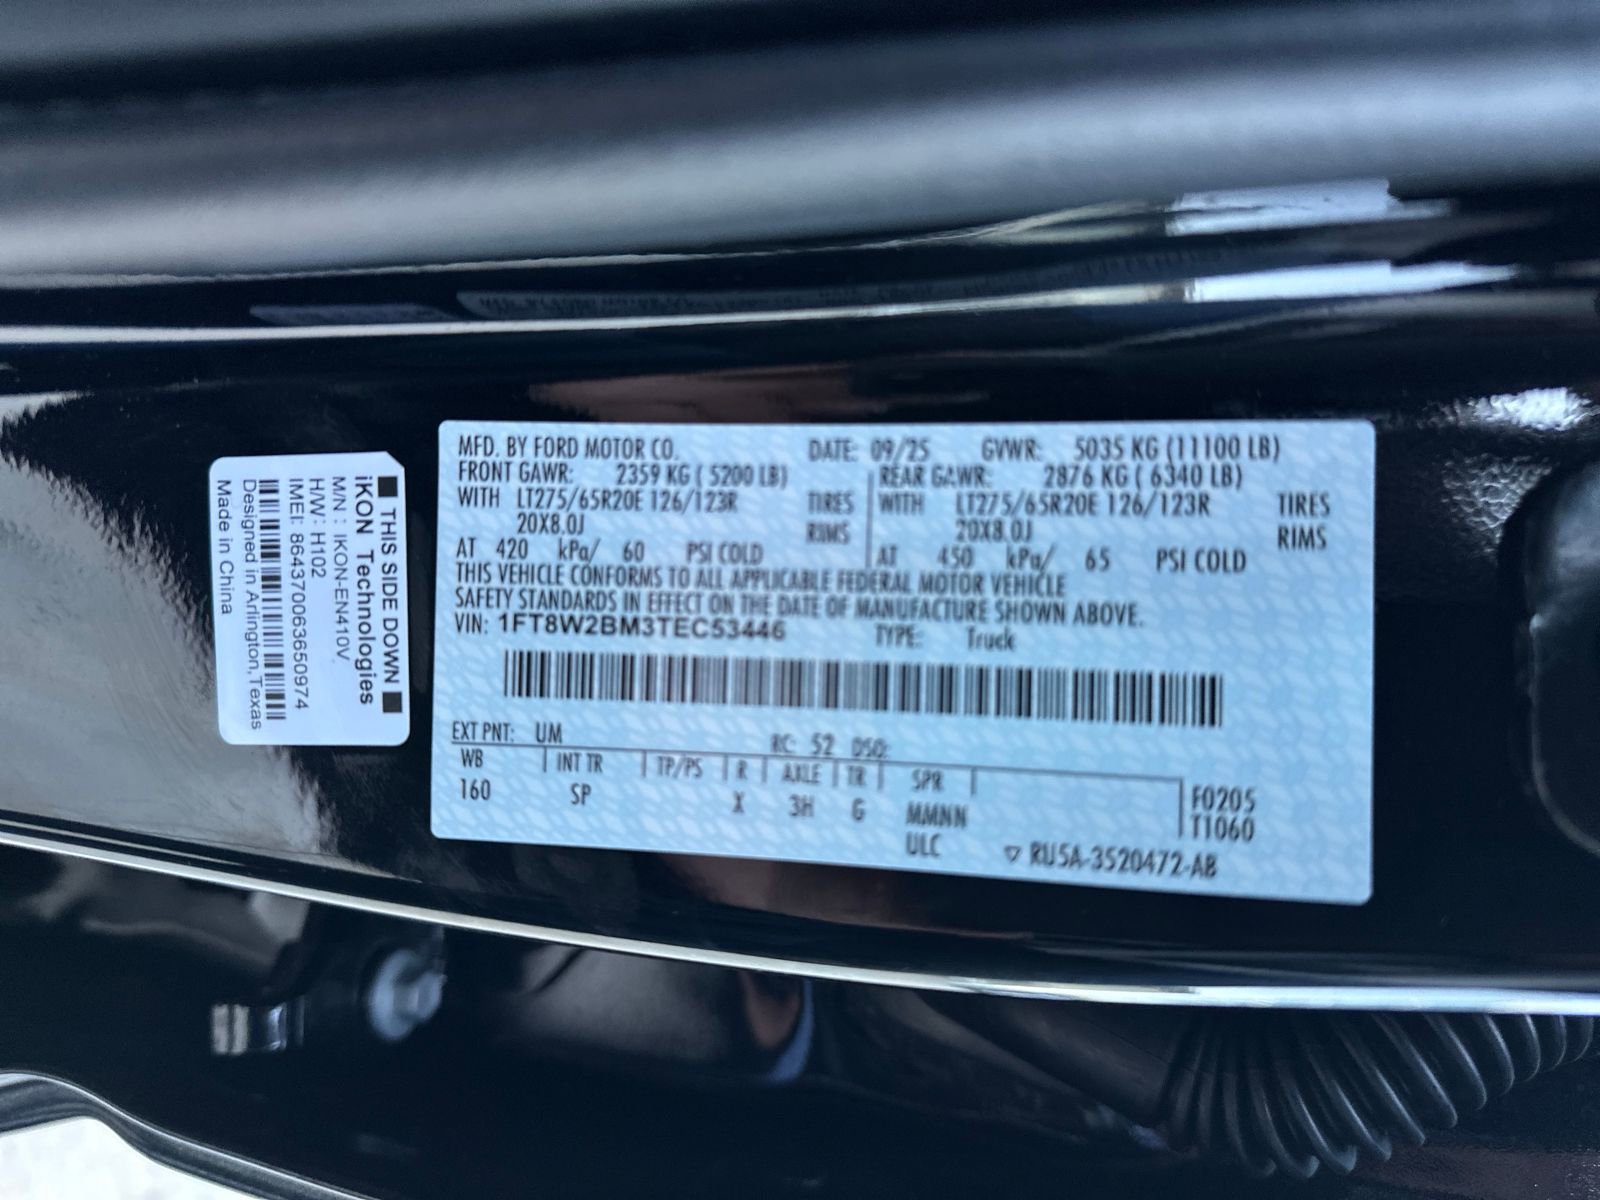 ■ THIS SIDE DOWN ■
iKON Technologies
M/N : IKON-EN410V
H/W: H102
IMEI: 864370063650974
Designed in Arlington, Texas
Made in China
MFD. BY FORD MOTOR CO. DATE: 09/25 GVWR: 5035 KG (11100 LB)
FRONT GAWR: 2359 KG ( 5200 LB) REAR GAWR: 2876 KG ( 6340 LB)
WITH LT275/65R20E 126/123R TIRES WITH LT275/65R20E 126/123R TIRES
20X8.0J RIMS 20X8.0J RIMS
AT 420 kPa/ 60 PSI COLD AT 450 kPa/ 65 PSI COLD
THIS VEHICLE CONFORMS TO ALL APPLICABLE FEDERAL MOTOR VEHICLE
SAFETY STANDARDS IN EFFECT ON THE DATE OF MANUFACTURE SHOWN ABOVE.
VIN: 1FT8W2BM3TEC53446 TYPE: Truck
EXT PNT: UM RC: 52 DSO:
WB INT TR TP/PS R AXLE TR SPR
160 SP X 3H G MMNN F0205
ULC T1060
▽ RU5A-3520472-AB